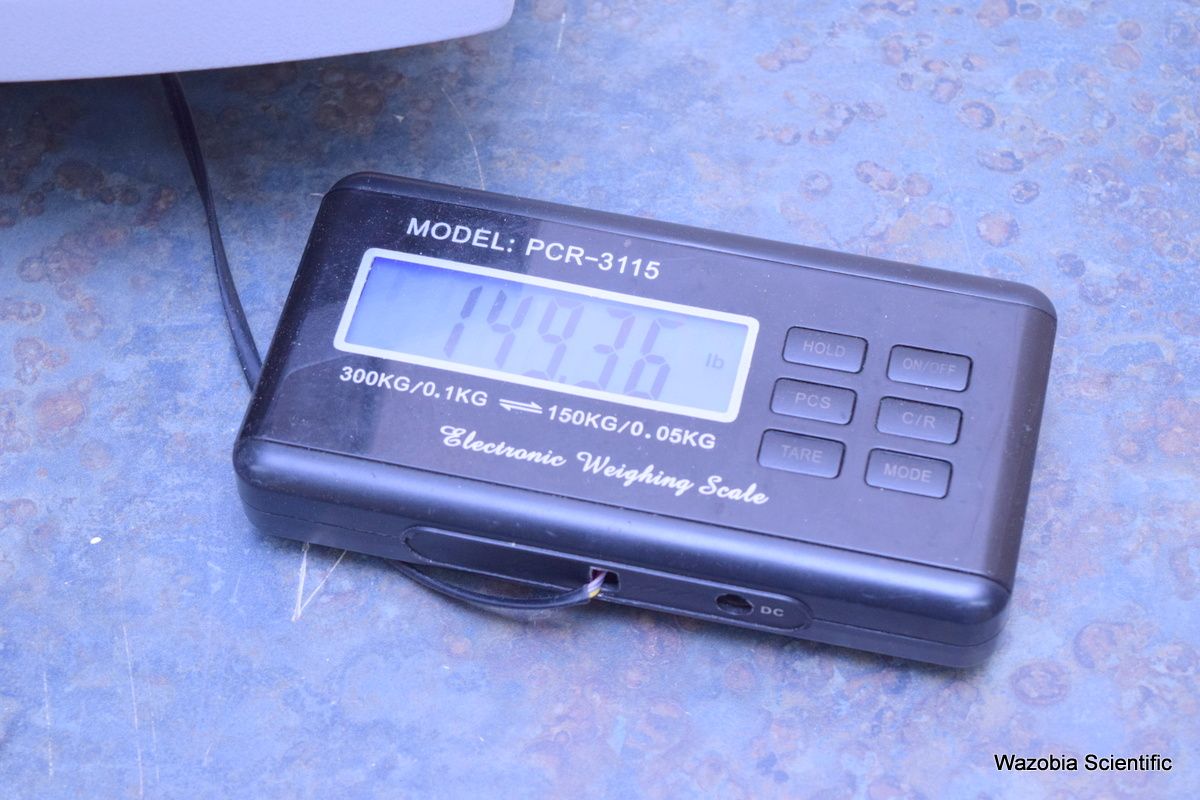 MODEL: PCR-3115
149.36 lb
300KG/0.1KG ⇌ 150KG/0.05KG
Electronic Weighing Scale
HOLD ON/OFF
PCS C/R
TARE MODE
DC
Wazobia Scientific